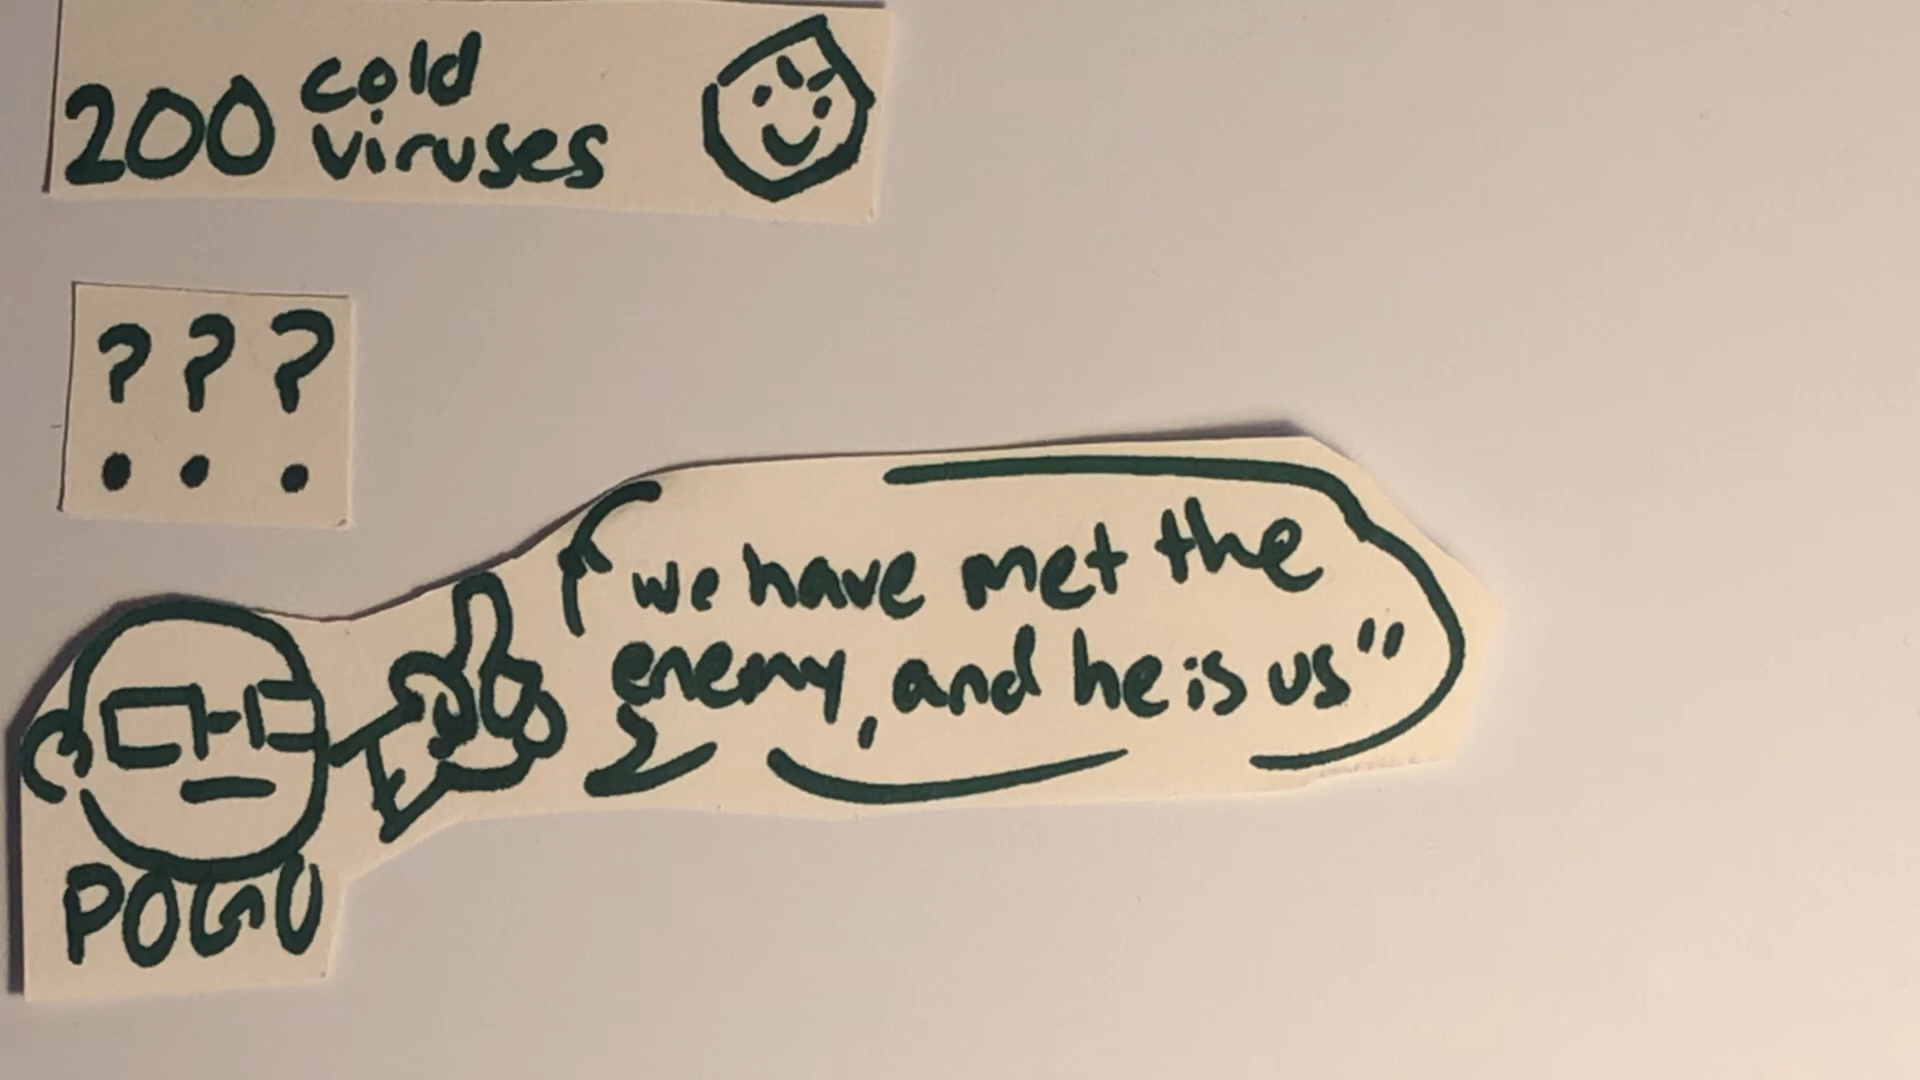 200 cold
viruses
? ? ?
"we have met the
enemy, and he is us"
POGO